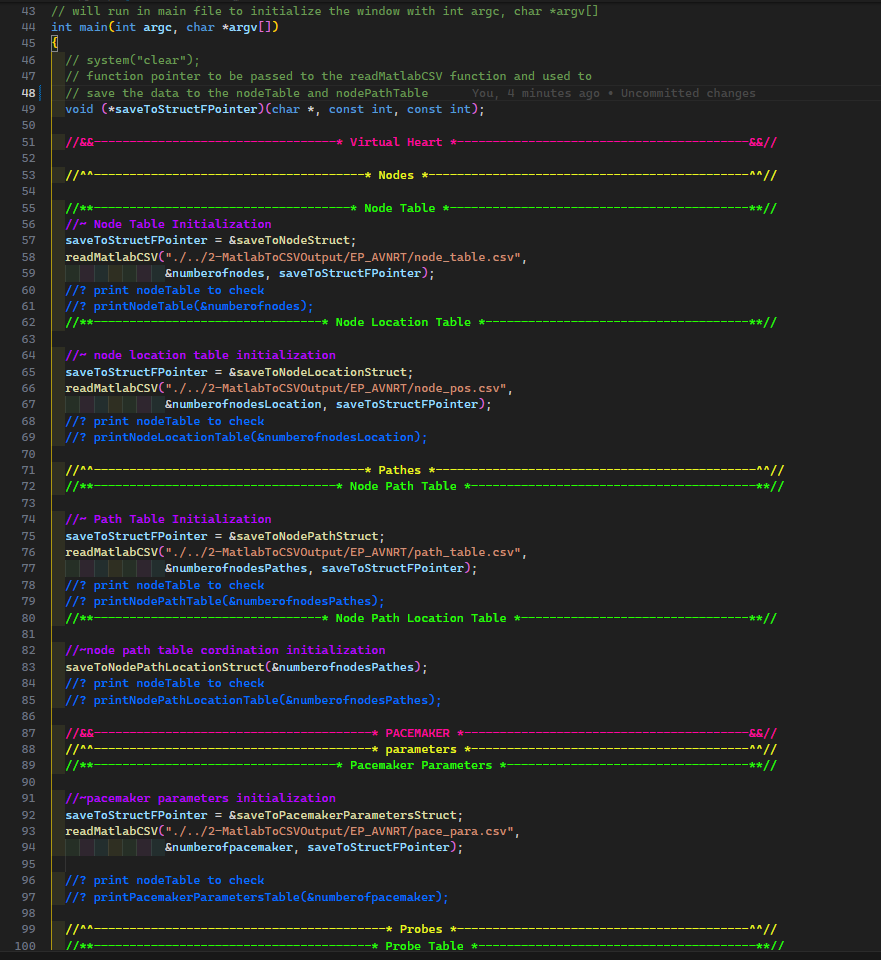 43 // will run in main file to initialize the window with int argc, char *argv[]
44 int main(int argc, char *argv[])
45 {
46 // system("clear");
47 // function pointer to be passed to the readMatlabCSV function and used to
48 // save the data to the nodeTable and nodePathTable You, 4 minutes ago • Uncommitted changes
49 void (*saveToStructFPointer)(char *, const int, const int);
50
51 //&&----------------------------------* Virtual Heart *-----------------------------------------&&//
52
53 //^^--------------------------------------* Nodes *---------------------------------------------^^//
54
55 //**------------------------------------* Node Table *------------------------------------------**//
56 //~ Node Table Initialization
57 saveToStructFPointer = &saveToNodeStruct;
58 readMatlabCSV("./../2-MatlabToCSVOutput/EP_AVNRT/node_table.csv",
59 &numberofnodes, saveToStructFPointer);
60 //? print nodeTable to check
61 //? printNodeTable(&numberofnodes);
62 //**--------------------------------* Node Location Table *-------------------------------------**//
63
64 //~ node location table initialization
65 saveToStructFPointer = &saveToNodeLocationStruct;
66 readMatlabCSV("./../2-MatlabToCSVOutput/EP_AVNRT/node_pos.csv",
67 &numberofnodesLocation, saveToStructFPointer);
68 //? print nodeTable to check
69 //? printNodeLocationTable(&numberofnodesLocation);
70
71 //^^--------------------------------------* Pathes *---------------------------------------------^^//
72 //**----------------------------------* Node Path Table *----------------------------------------**//
73
74 //~ Path Table Initialization
75 saveToStructFPointer = &saveToNodePathStruct;
76 readMatlabCSV("./../2-MatlabToCSVOutput/EP_AVNRT/path_table.csv",
77 &numberofnodesPathes, saveToStructFPointer);
78 //? print nodeTable to check
79 //? printNodePathTable(&numberofnodesPathes);
80 //**--------------------------------* Node Path Location Table *--------------------------------**//
81
82 //~node path table cordination initialization
83 saveToNodePathLocationStruct(&numberofnodesPathes);
84 //? print nodeTable to check
85 //? printNodePathLocationTable(&numberofnodesPathes);
86
87 //&&---------------------------------------* PACEMAKER *----------------------------------------&&//
88 //^^---------------------------------------* parameters *---------------------------------------^^//
89 //**----------------------------------* Pacemaker Parameters *----------------------------------**//
90
91 //~pacemaker parameters initialization
92 saveToStructFPointer = &saveToPacemakerParametersStruct;
93 readMatlabCSV("./../2-MatlabToCSVOutput/EP_AVNRT/pace_para.csv",
94 &numberofpacemaker, saveToStructFPointer);
95
96 //? print nodeTable to check
97 //? printPacemakerParametersTable(&numberofpacemaker);
98
99 //^^-----------------------------------------* Probes *-----------------------------------------^^//
100 //**---------------------------------------* Probe Table *---------------------------------------**//